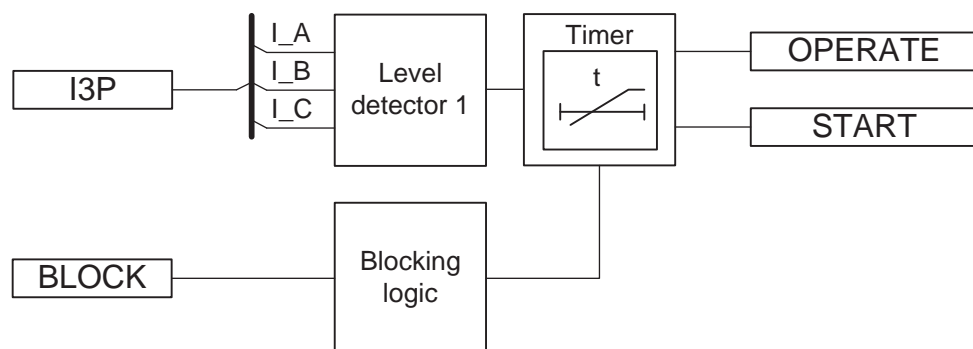 I3P
I_A
I_B
I_C
Level
detector 1
Timer
t
OPERATE
START
BLOCK
Blocking
logic